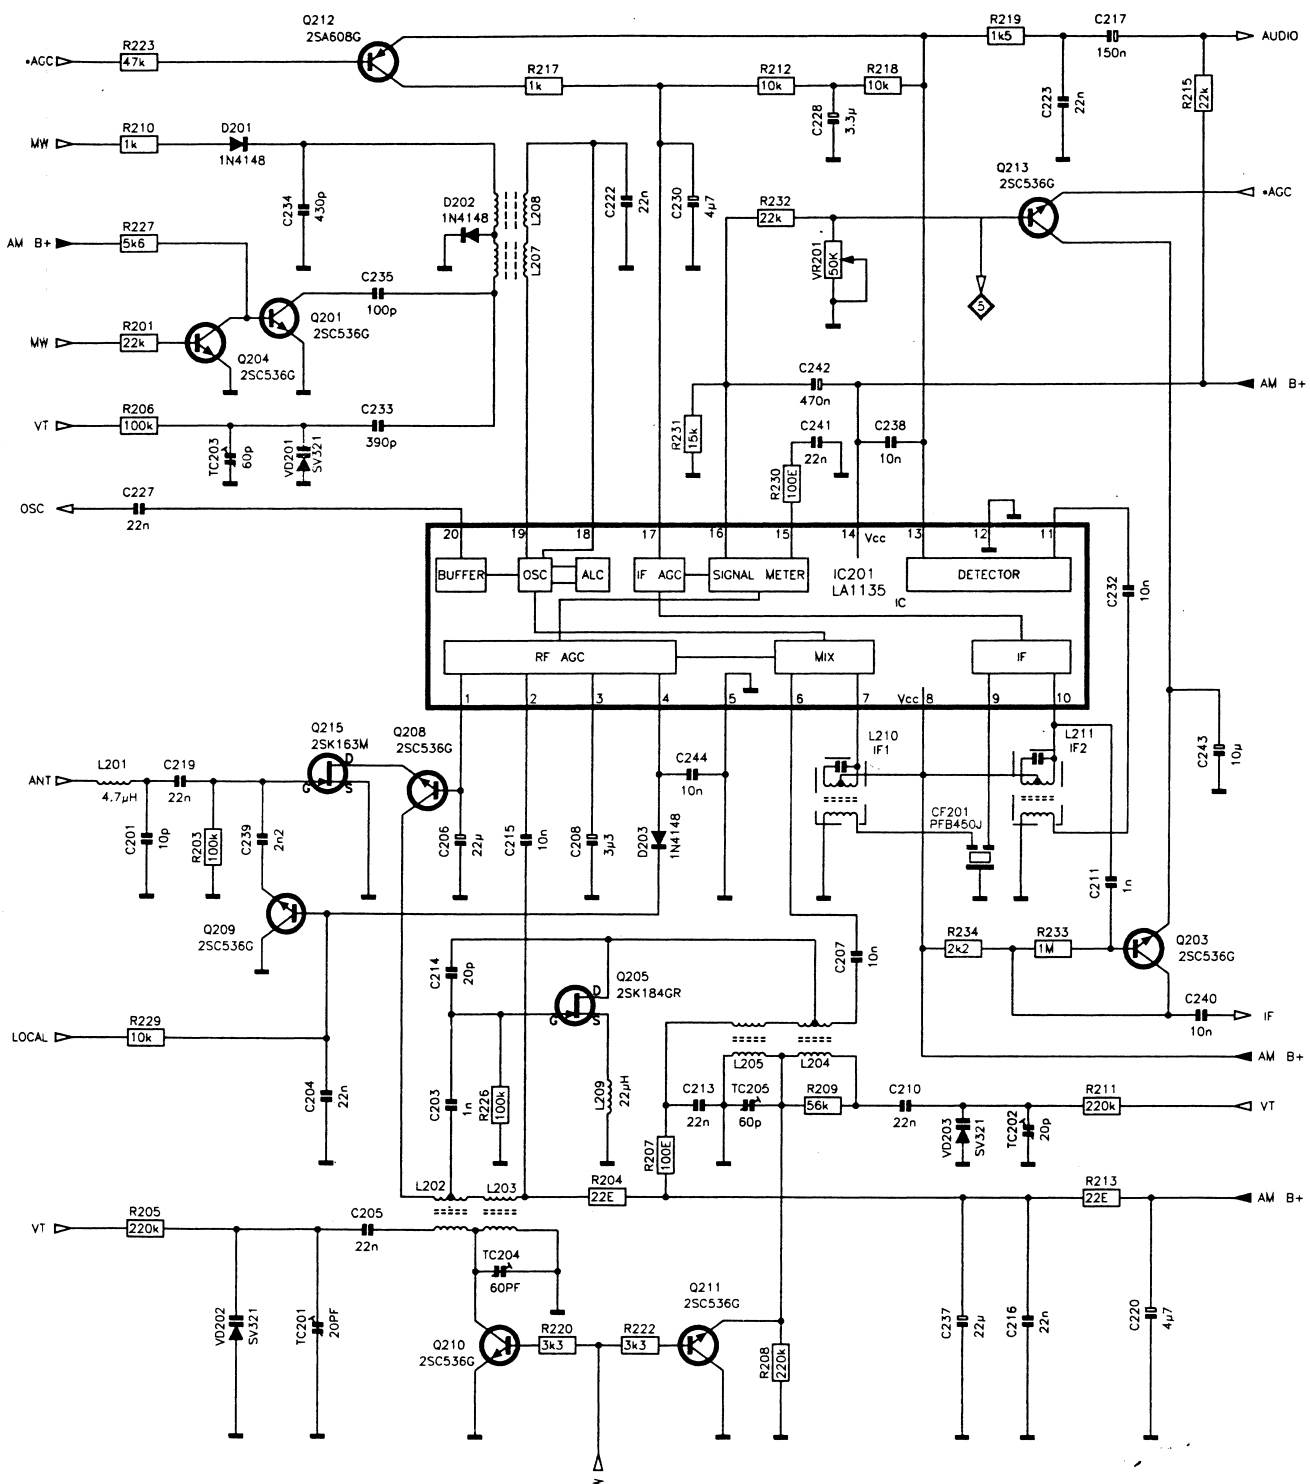 Q212
2SA608G
R219
1k5
C217
150n
AUDIO
*AGC
R223
47k
R217
1k
R212
10k
R218
10k
C228
3.3µ
C223
22n
R215
22k
MW
R210
1k
D201
1N4148
C234
430p
D202
1N4148
L208
L207
C222
22n
C230
4µ7
Q213
2SC536G
*AGC
R232
22k
VR201
50K
5
AM B+
R227
5k6
C235
100p
Q201
2SC536G
MW
R201
22k
Q204
2SC536G
C242
470n
AM B+
VT
R206
100k
C233
390p
TC203
60p
VD201
SV321
R231
15k
C241
22n
R230
100E
C238
10n
OSC
C227
22n
20
19
18
17
16
15
14
Vcc
13
12
11
BUFFER
OSC
ALC
IF AGC
SIGNAL METER
IC201
LA1135
IC
DETECTOR
C232
10n
RF AGC
MIX
IF
1
2
3
4
5
6
7
Vcc
8
9
10
Q215
2SK163M
D
G
S
Q208
2SC536G
L210
IF1
L211
IF2
C243
10µ
ANT
L201
4.7µH
C219
22n
C244
10n
C201
10p
R203
100k
C239
2n2
C206
22µ
C215
10n
C208
3µ3
D203
1N4148
CF201
PFB450J
C211
1n
Q209
2SC536G
C214
20p
Q205
2SK184GR
D
G
S
C207
10n
R234
2k2
R233
1M
Q203
2SC536G
C240
10n
IF
LOCAL
R229
10k
AM B+
C204
22n
C203
1n
R226
100k
L209
22µH
L205
L204
C213
22n
TC205
60p
R209
56k
C210
22n
R211
220k
VT
VD203
SV321
TC202
20p
R207
100E
L202
L203
R204
22E
R213
22E
AM B+
VT
R205
220k
C205
22n
TC204
60PF
VD202
SV321
TC201
20PF
Q210
2SC536G
R220
3k3
R222
3k3
Q211
2SC536G
R208
220k
C237
22µ
C216
22n
C220
4µ7